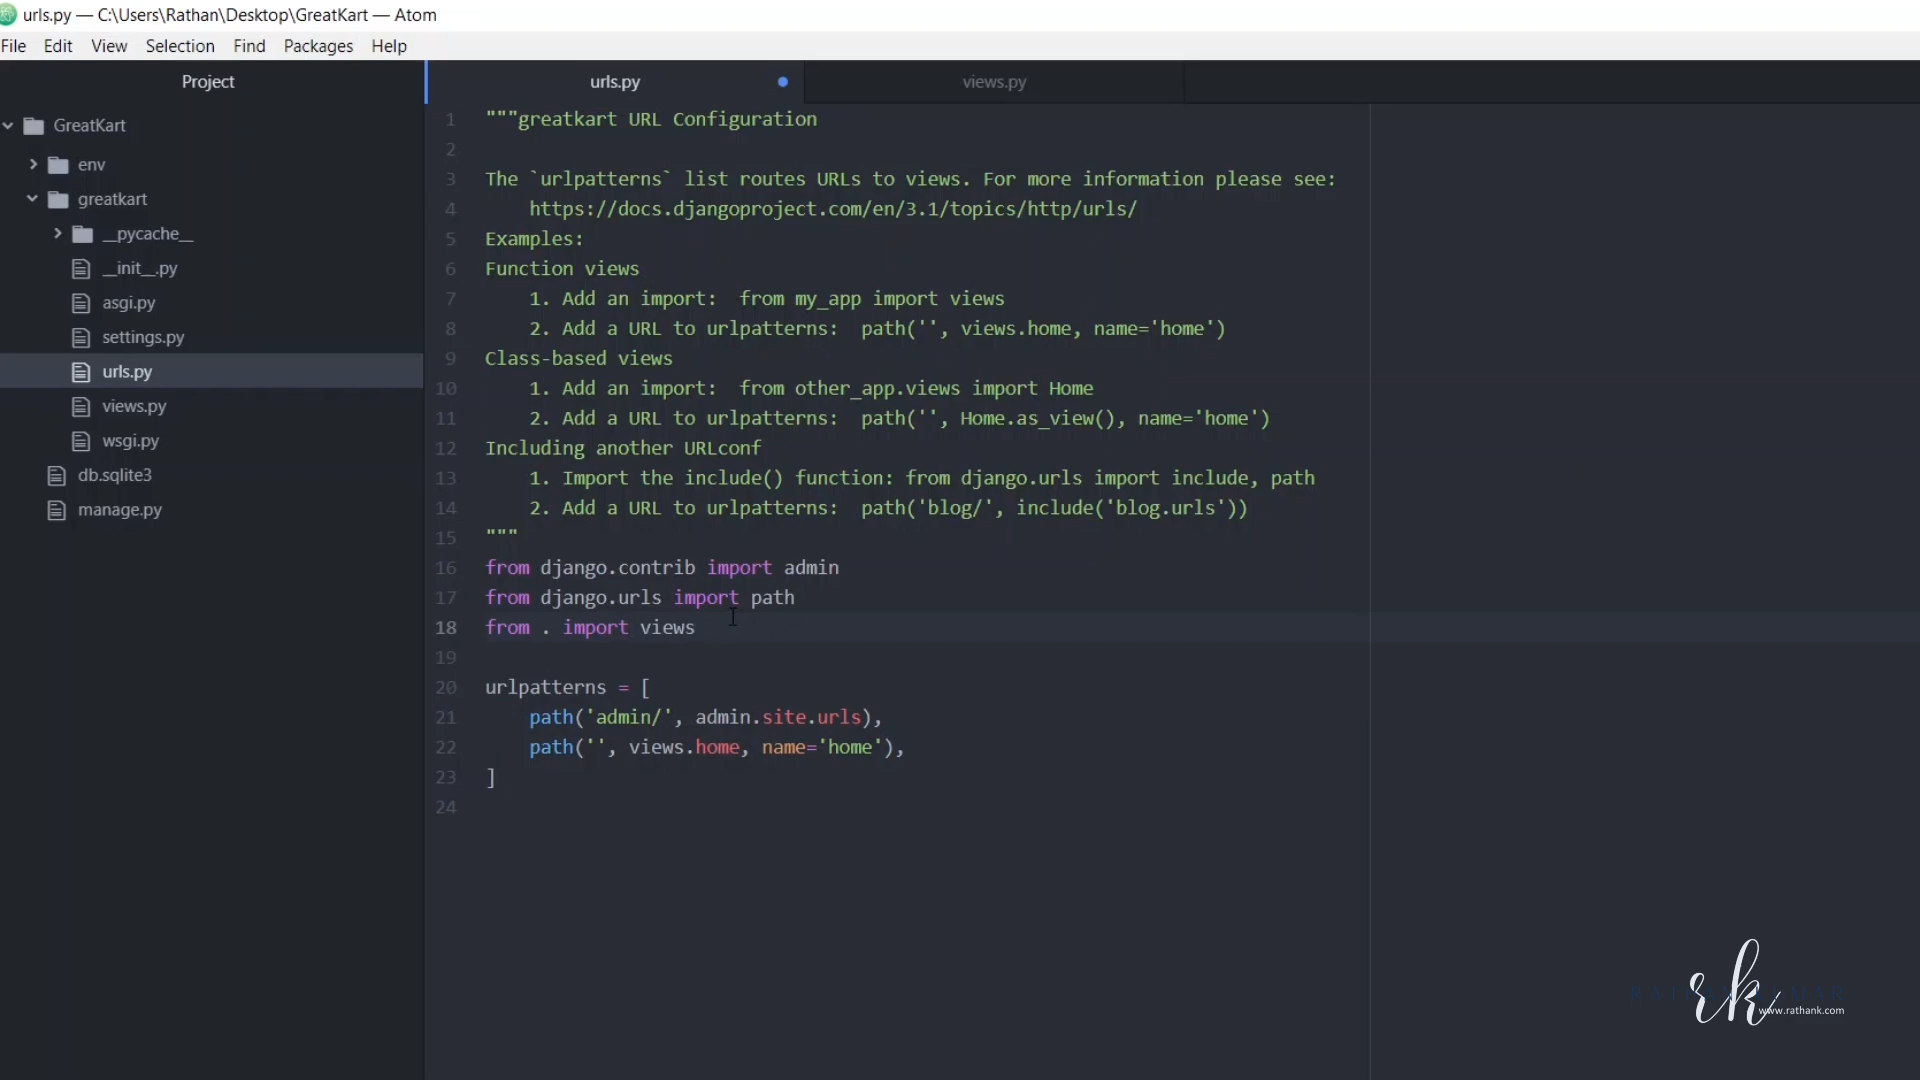 urls.py — C:\Users\Rathan\Desktop\GreatKart — Atom
File Edit View Selection Find Packages Help
Project
GreatKart
env
greatkart
__pycache__
__init__.py
asgi.py
settings.py
urls.py
views.py
wsgi.py
db.sqlite3
manage.py
urls.py
views.py
1 """greatkart URL Configuration
2
3 The `urlpatterns` list routes URLs to views. For more information please see:
4     https://docs.djangoproject.com/en/3.1/topics/http/urls/
5 Examples:
6 Function views
7     1. Add an import:  from my_app import views
8     2. Add a URL to urlpatterns:  path('', views.home, name='home')
9 Class-based views
10     1. Add an import:  from other_app.views import Home
11     2. Add a URL to urlpatterns:  path('', Home.as_view(), name='home')
12 Including another URLconf
13     1. Import the include() function: from django.urls import include, path
14     2. Add a URL to urlpatterns:  path('blog/', include('blog.urls'))
15 """
16 from django.contrib import admin
17 from django.urls import path
18 from . import views
19
20 urlpatterns = [
21     path('admin/', admin.site.urls),
22     path('', views.home, name='home'),
23 ]
24
rk
www.rathank.com